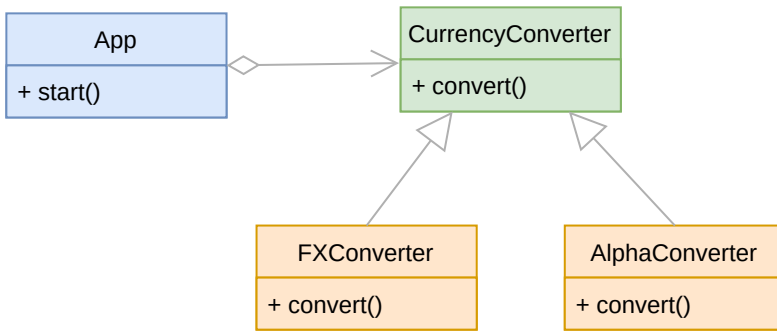 App
+ start()
CurrencyConverter
+ convert()
FXConverter
+ convert()
AlphaConverter
+ convert()